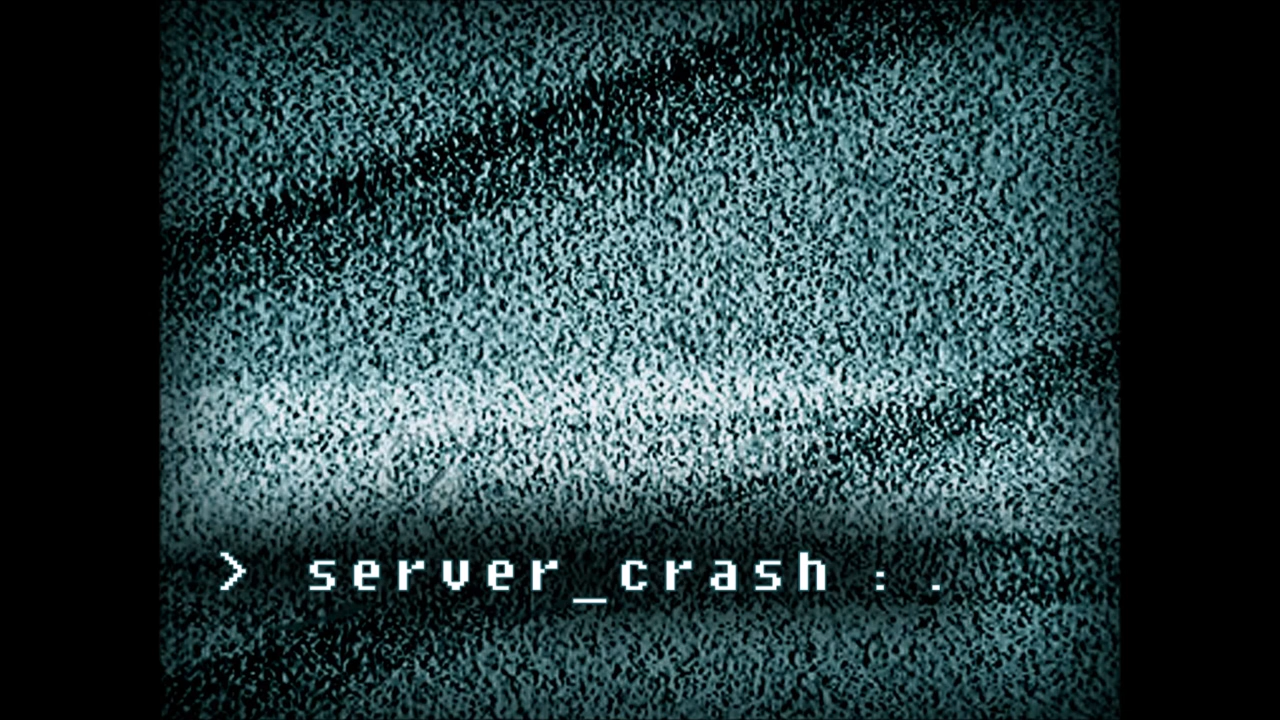 > server_crash : .